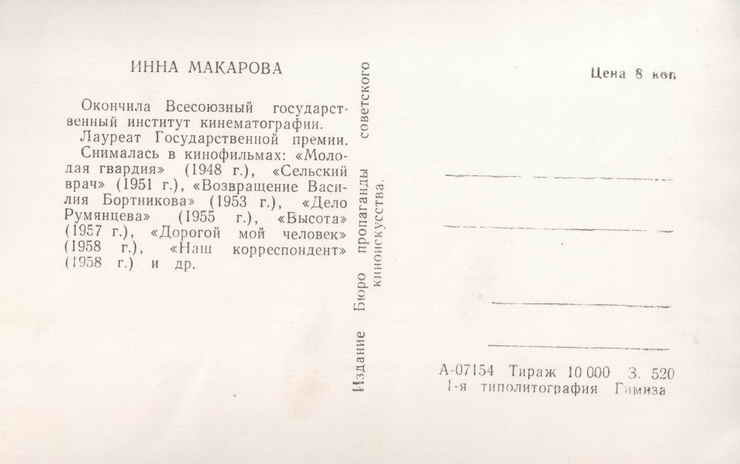 ИННА МАКАРОВА
Окончила Всесоюзный государст-
венный институт кинематографии.
Лауреат Государственной премии.
Снималась в кинофильмах: «Моло-
дая гвардия» (1948 г.), «Сельский
врач» (1951 г.), «Возвращение Васи-
лия Бортникова» (1953 г.), «Дело
Румянцева» (1955 г.), «Высота»
(1957 г.), «Дорогой мой человек»
(1958 г.), «Наш корреспондент»
(1958 г.) и др.
Издание Бюро пропаганды советского
киноискусства.
Цена 8 коп
А-07154 Тираж 10 000 З. 520
1-я типолитография Гимиза